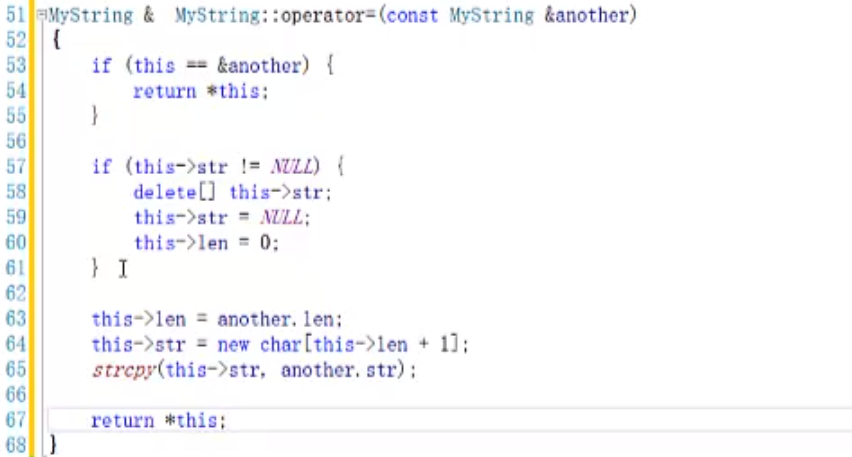 51 MyString & MyString::operator=(const MyString &another)
52 {
53 if (this == &another) {
54 return *this;
55 }
56
57 if (this->str != NULL) {
58 delete[] this->str;
59 this->str = NULL;
60 this->len = 0;
61 }
62
63 this->len = another.len;
64 this->str = new char[this->len + 1];
65 strcpy(this->str, another.str);
66
67 return *this;
68 }